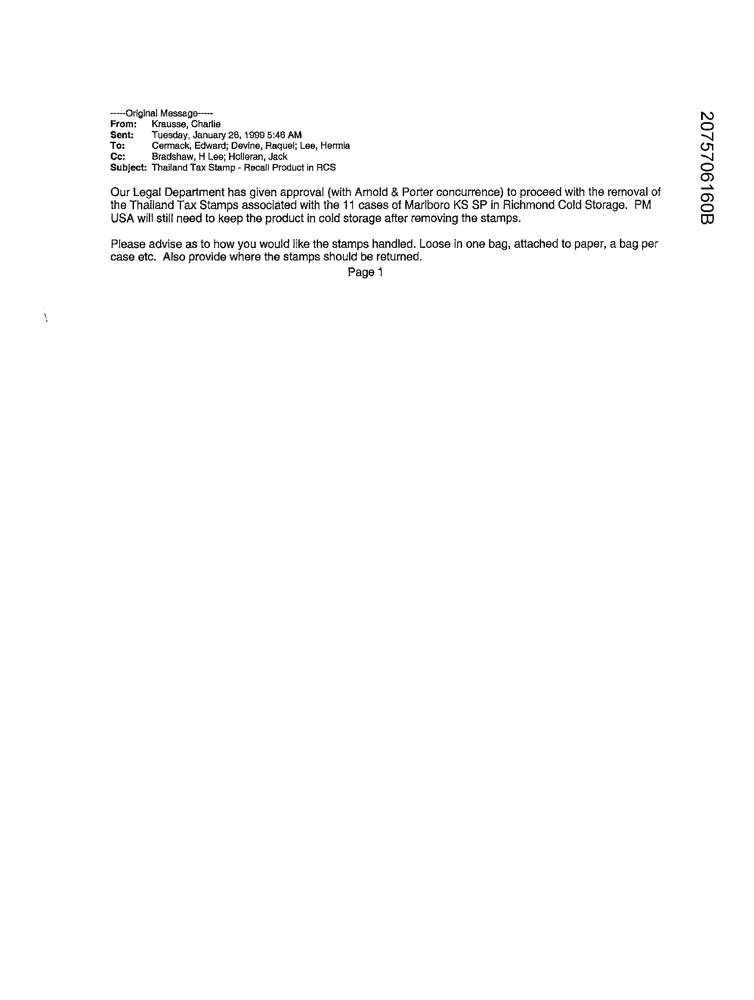 -----Original Message-----
From: Krausse, Charlie
Sent: Tuesday, January 26, 1999 5:46 AM
To: Cermack, Edward; Devine, Raquel; Lee, Hermia
Cc: Bradshaw, H Lee; Holleran, Jack
Subject: Thailand Tax Stamp - Recall Product in RCS
Our Legal Department has given approval (with Arnold & Porter concurrence) to proceed with the removal of
the Thailand Tax Stamps associated with the 11 cases of Marlboro KS SP in Richmond Cold Storage. PM
USA will still need to keep the product in cold storage after removing the stamps.
Please advise as to how you would like the stamps handled. Loose in one bag, attached to paper, a bag per
case etc. Also provide where the stamps should be returned.
Page 1
2075706160B